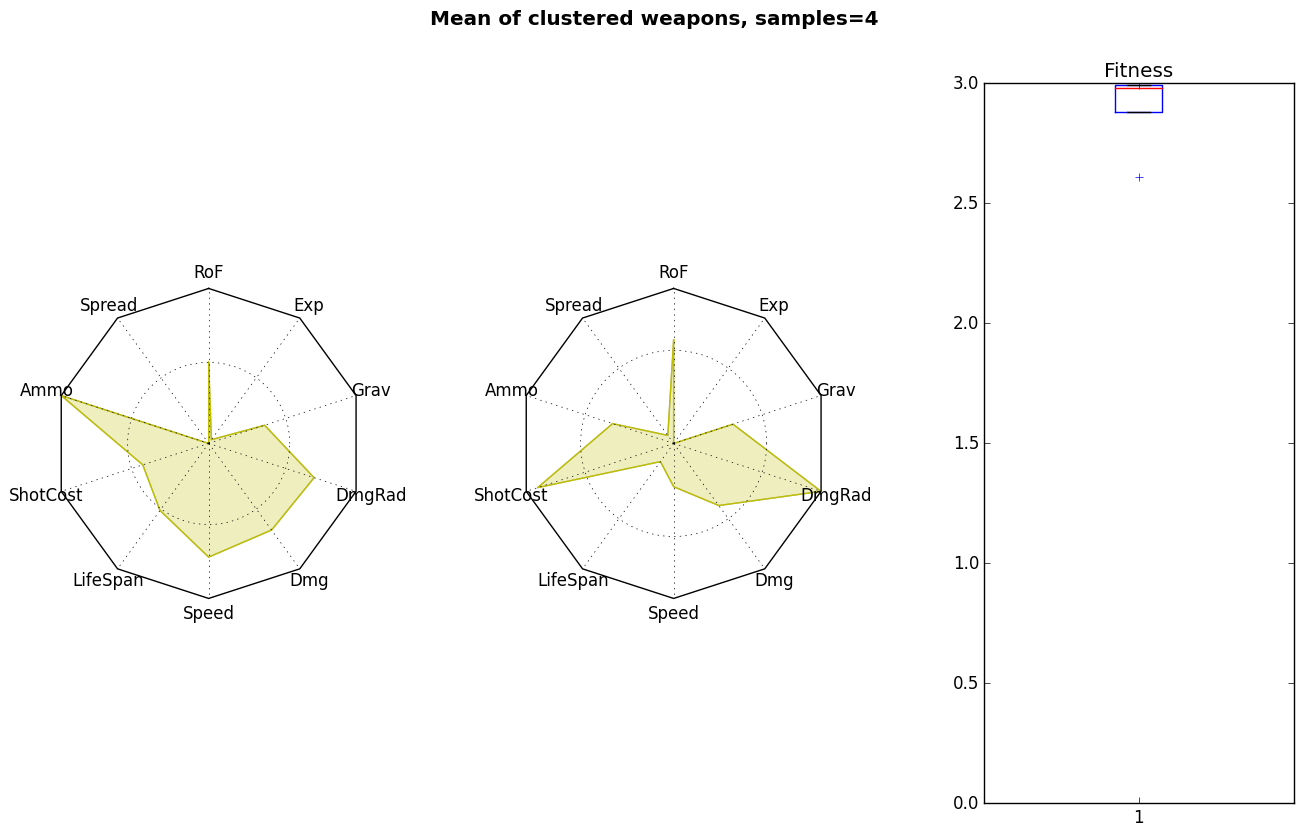 Mean of clustered weapons, samples=4
RoF
Exp
Grav
DmgRad
Dmg
Speed
LifeSpan
ShotCost
Ammo
Spread
RoF
Exp
Grav
DmgRad
Dmg
Speed
LifeSpan
ShotCost
Ammo
Spread
Fitness
3.0
2.5
2.0
1.5
1.0
0.5
0.0
1